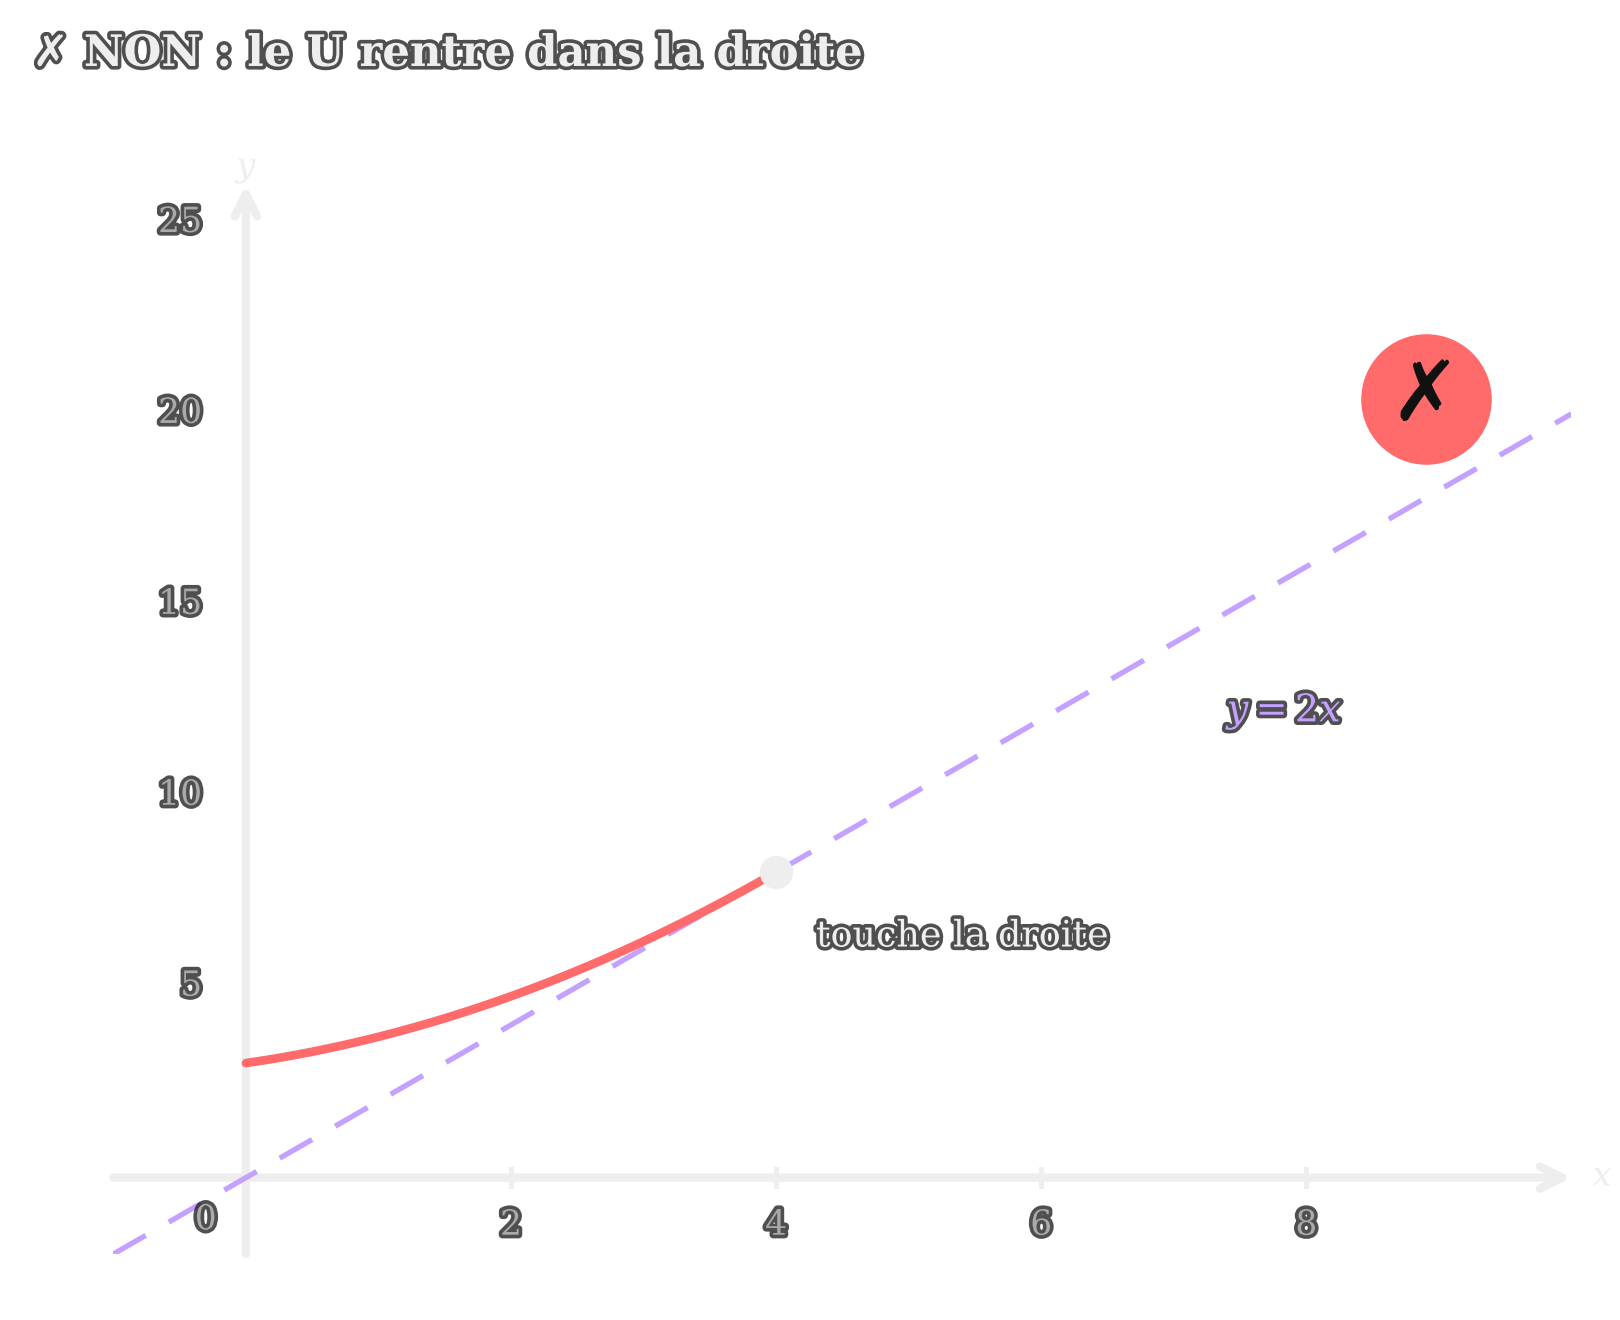 ✗ NON : le U rentre dans la droite
y
25
20
✗
15
y = 2x
10
touche la droite
5
x
0 2 4 6 8